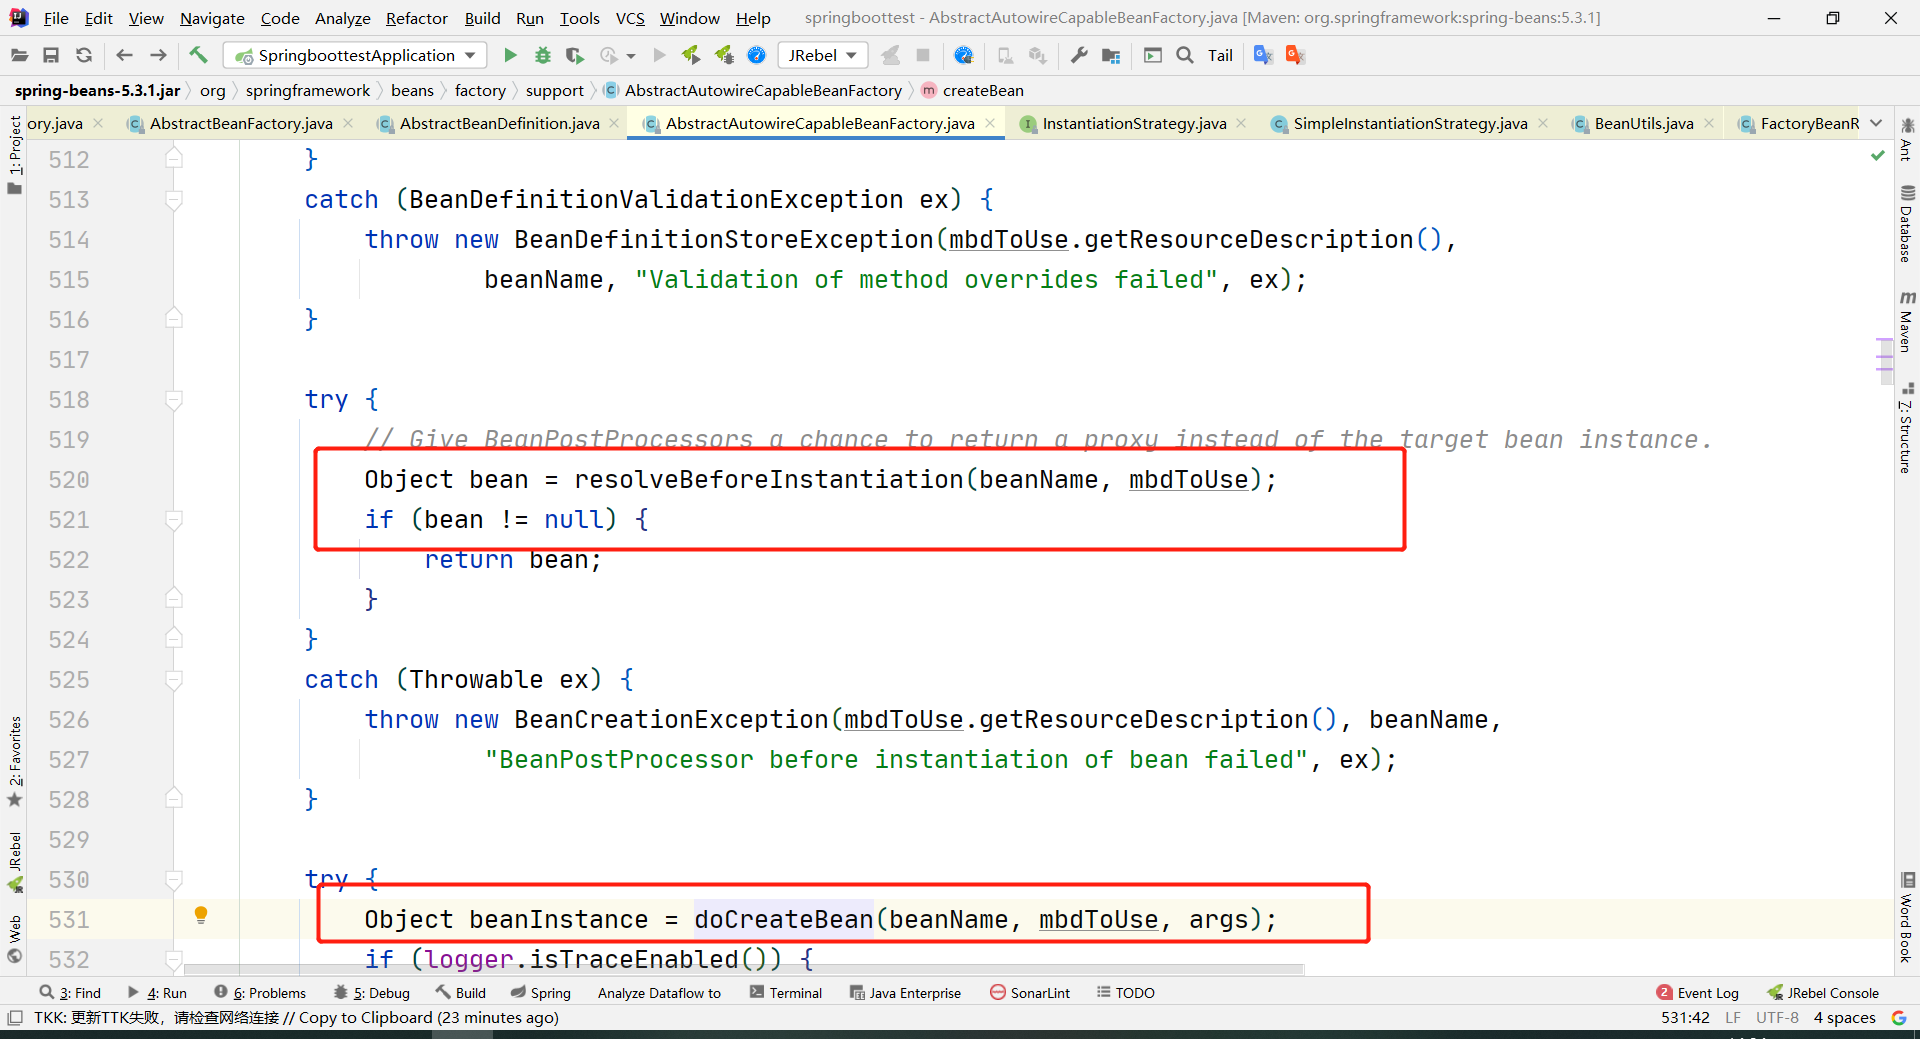 File Edit View Navigate Code Analyze Refactor Build Run Tools VCS Window Help springboottest - AbstractAutowireCapableBeanFactory.java [Maven: org.springframework:spring-beans:5.3.1]
SpringboottestApplication JRebel Tail
spring-beans-5.3.1.jar org springframework beans factory support AbstractAutowireCapableBeanFactory createBean
ory.java AbstractBeanFactory.java AbstractBeanDefinition.java AbstractAutowireCapableBeanFactory.java InstantiationStrategy.java SimpleInstantiationStrategy.java BeanUtils.java FactoryBeanR
1: Project
2: Favorites
JRebel
Web
512 }
513 catch (BeanDefinitionValidationException ex) {
514 throw new BeanDefinitionStoreException(mbdToUse.getResourceDescription(),
515 beanName, "Validation of method overrides failed", ex);
516 }
517
518 try {
519 // Give BeanPostProcessors a chance to return a proxy instead of the target bean instance.
520 Object bean = resolveBeforeInstantiation(beanName, mbdToUse);
521 if (bean != null) {
522 return bean;
523 }
524 }
525 catch (Throwable ex) {
526 throw new BeanCreationException(mbdToUse.getResourceDescription(), beanName,
527 "BeanPostProcessor before instantiation of bean failed", ex);
528 }
529
530 try {
531 Object beanInstance = doCreateBean(beanName, mbdToUse, args);
532 if (logger.isTraceEnabled()) {
Ant
Database
Maven
7: Structure
Word Book
3: Find 4: Run 6: Problems 5: Debug Build Spring Analyze Dataflow to Terminal Java Enterprise SonarLint TODO 2 Event Log JRebel Console
TKK: 更新TTK失败，请检查网络连接 // Copy to Clipboard (23 minutes ago) 531:42 LF UTF-8 4 spaces